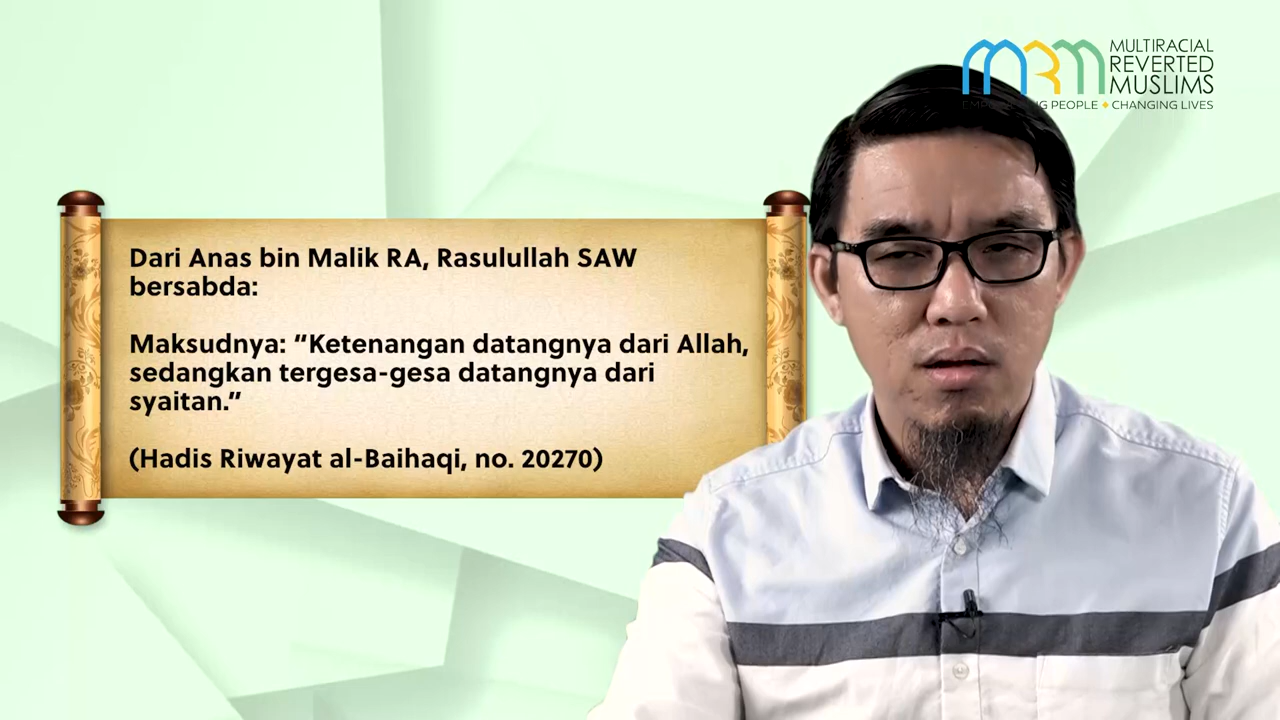 MULTIRACIAL
REVERTED
MUSLIMS
PEOPLE ♦ CHANGING LIVES
Dari Anas bin Malik RA, Rasulullah SAW
bersabda:
Maksudnya: “Ketenangan datangnya dari Allah,
sedangkan tergesa-gesa datangnya dari
syaitan.”
(Hadis Riwayat al-Baihaqi, no. 20270)